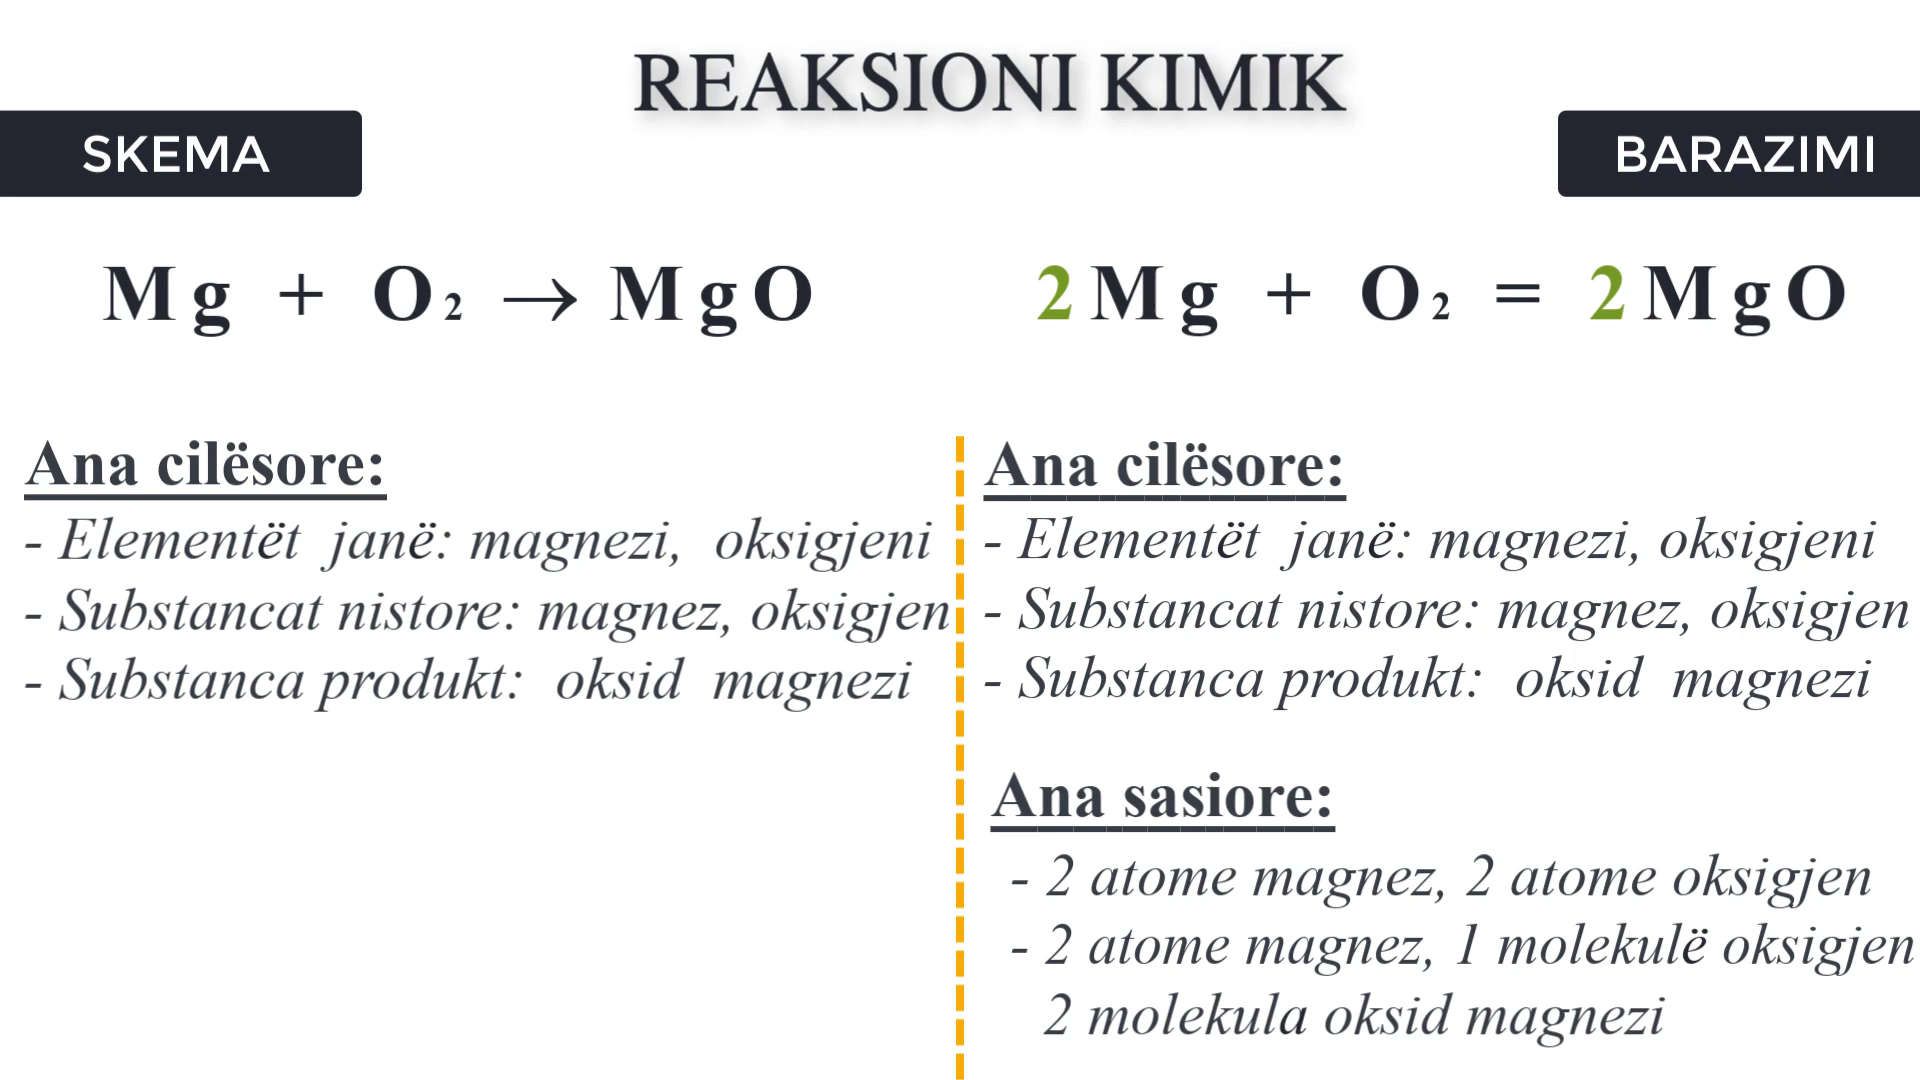 REAKSIONI KIMIK
SKEMA
BARAZIMI
Mg + O₂ → MgO
2Mg + O₂ = 2MgO
Ana cilësore:
- Elementët janë: magnezi, oksigjeni
- Substancat nistore: magnez, oksigjen
- Substanca produkt: oksid magnezi
Ana cilësore:
- Elementët janë: magnezi, oksigjeni
- Substancat nistore: magnez, oksigjen
- Substanca produkt: oksid magnezi
Ana sasiore:
- 2 atome magnez, 2 atome oksigjen
- 2 atome magnez, 1 molekulë oksigjen
2 molekula oksid magnezi